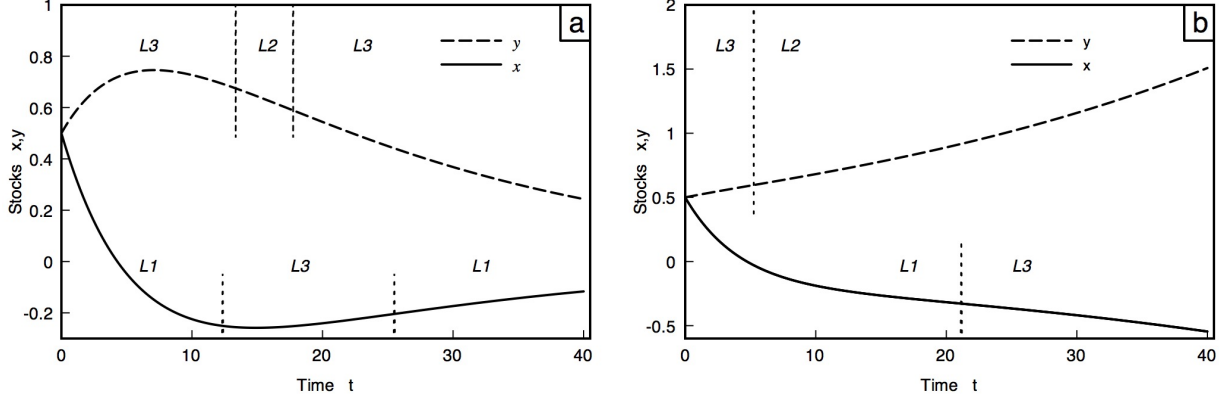 a
Stocks x,y
1
0.8
0.6
0.4
0.2
0
-0.2
L3 L2 L3
y
x
L1 L3 L1
0 10 20 30 40
Time t
b
Stocks x,y
2
1.5
1
0.5
0
-0.5
L3 L2
y
x
L1 L3
0 10 20 30 40
Time t